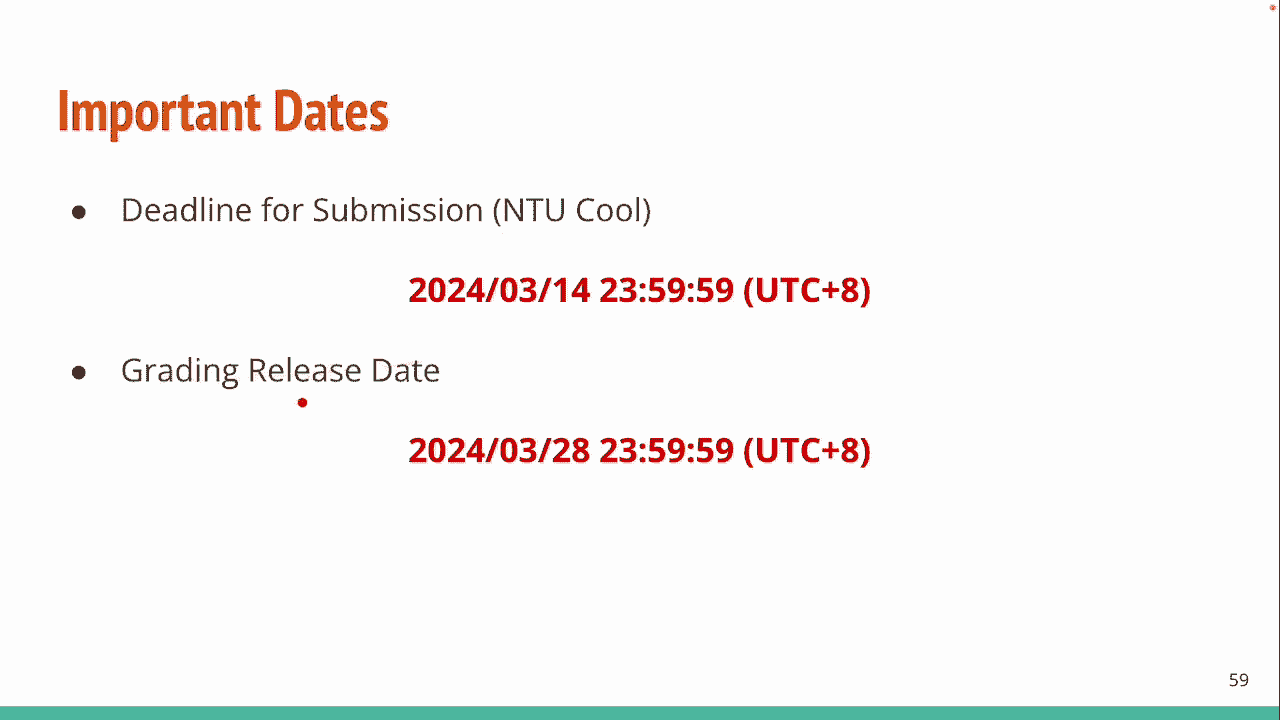 Important Dates
● Deadline for Submission (NTU Cool)
2024/03/14 23:59:59 (UTC+8)
● Grading Release Date
2024/03/28 23:59:59 (UTC+8)
59